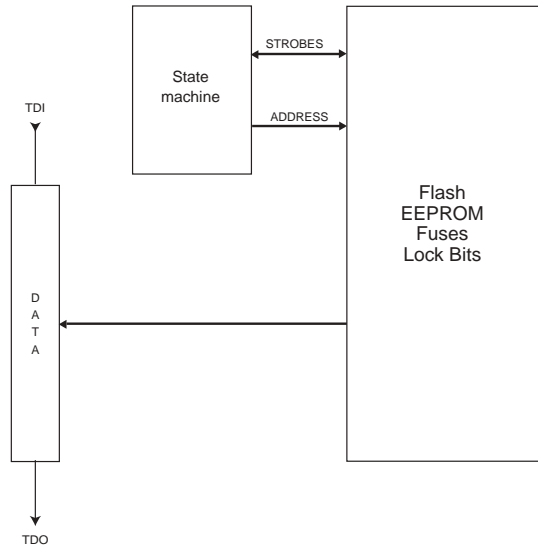 STROBES
State
machine
ADDRESS
TDI
Flash
EEPROM
Fuses
Lock Bits
D
A
T
A
TDO